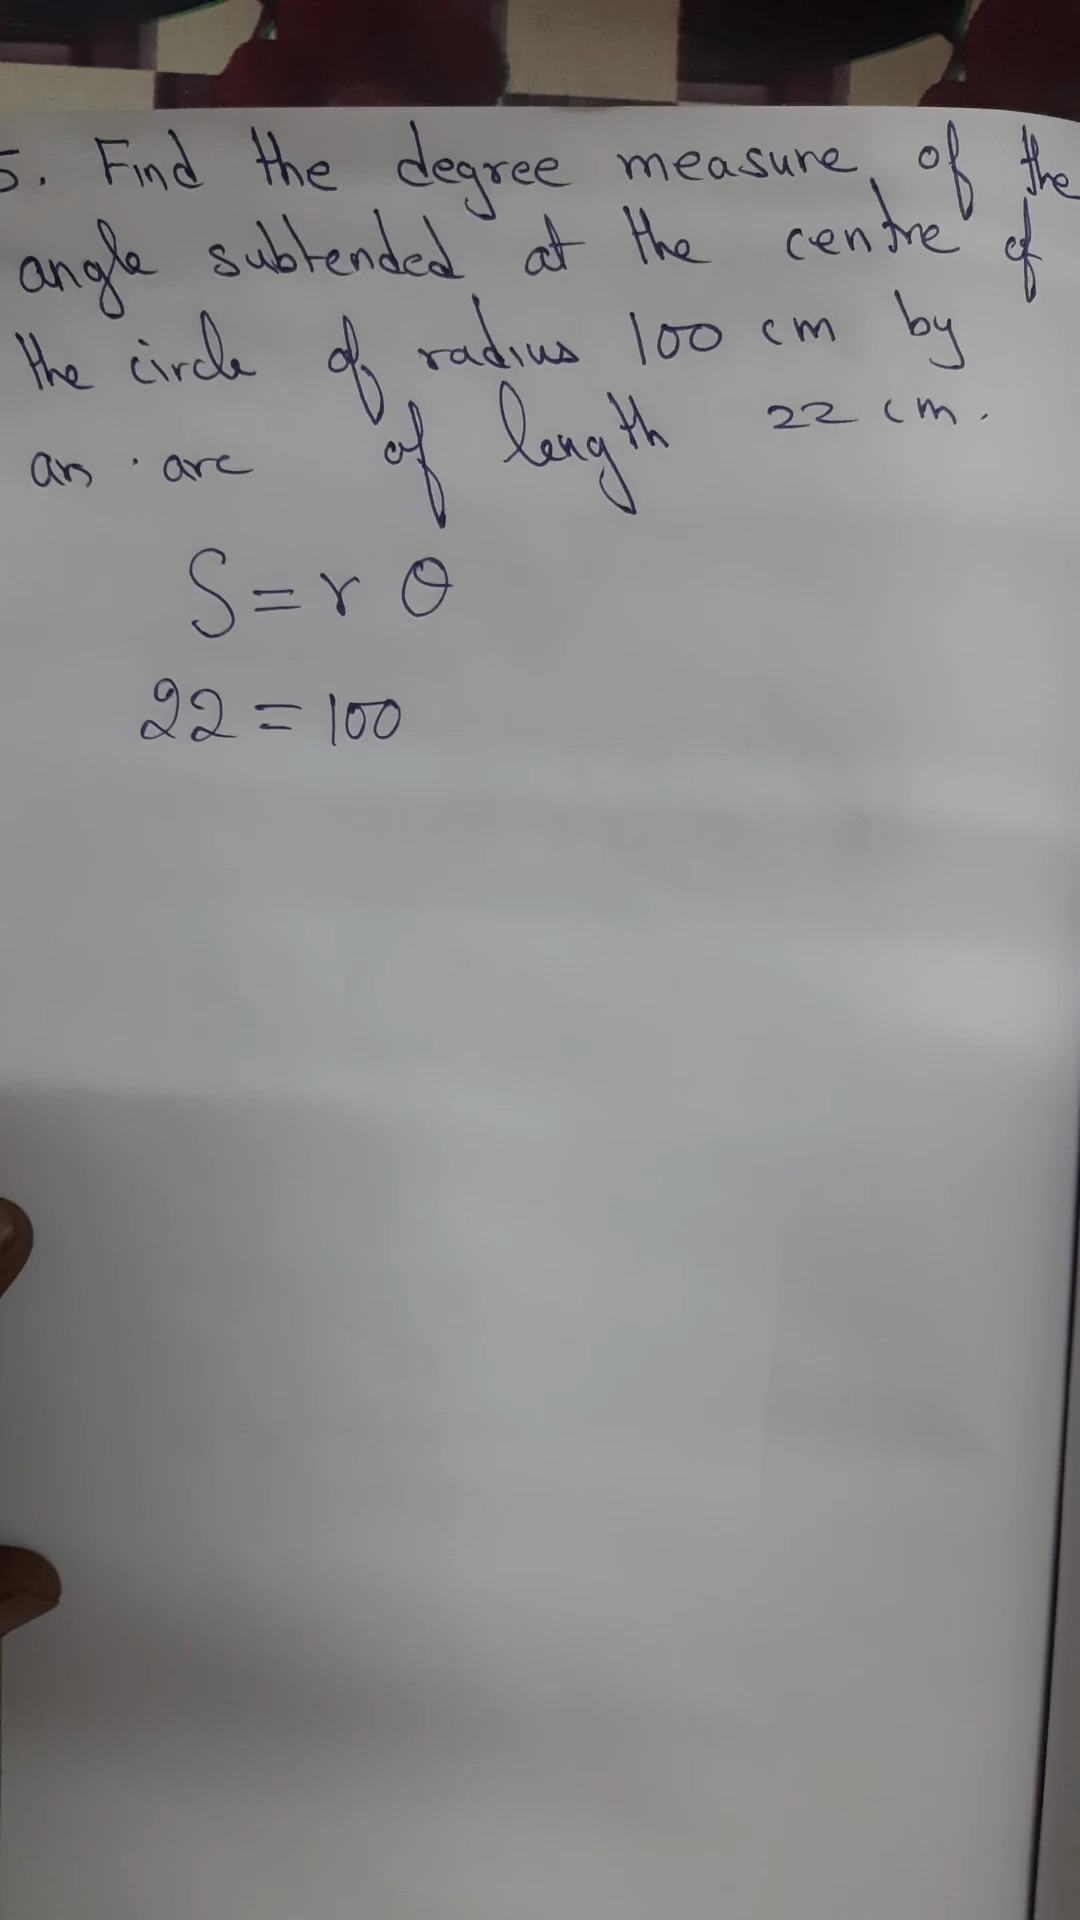 5. Find the degree measure of the
angle subtended at the centre of
the circle of radius 100 cm by
an arc of length 22 cm.
S = r θ
22 = 100